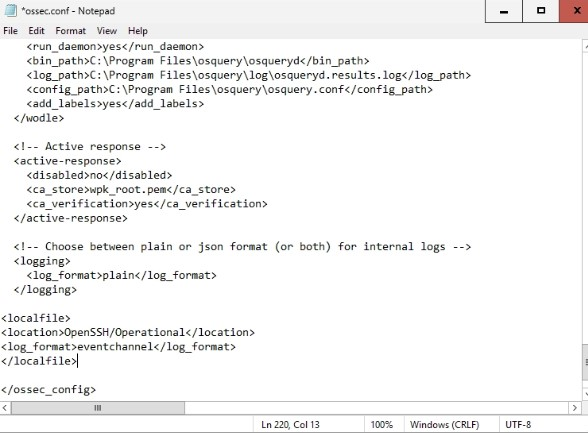 *ossec.conf - Notepad
File Edit Format View Help
<run_daemon>yes</run_daemon>
<bin_path>C:\Program Files\osquery\osqueryd</bin_path>
<log_path>C:\Program Files\osquery\log\osqueryd.results.log</log_path>
<config_path>C:\Program Files\osquery\osquery.conf</config_path>
<add_labels>yes</add_labels>
</wodle>
<!-- Active response -->
<active-response>
<disabled>no</disabled>
<ca_store>wpk_root.pem</ca_store>
<ca_verification>yes</ca_verification>
</active-response>
<!-- Choose between plain or json format (or both) for internal logs -->
<logging>
<log_format>plain</log_format>
</logging>
<localfile>
<location>OpenSSH/Operational</location>
<log_format>eventchannel</log_format>
</localfile>
</ossec_config>
Ln 220, Col 13 100% Windows (CRLF) UTF-8